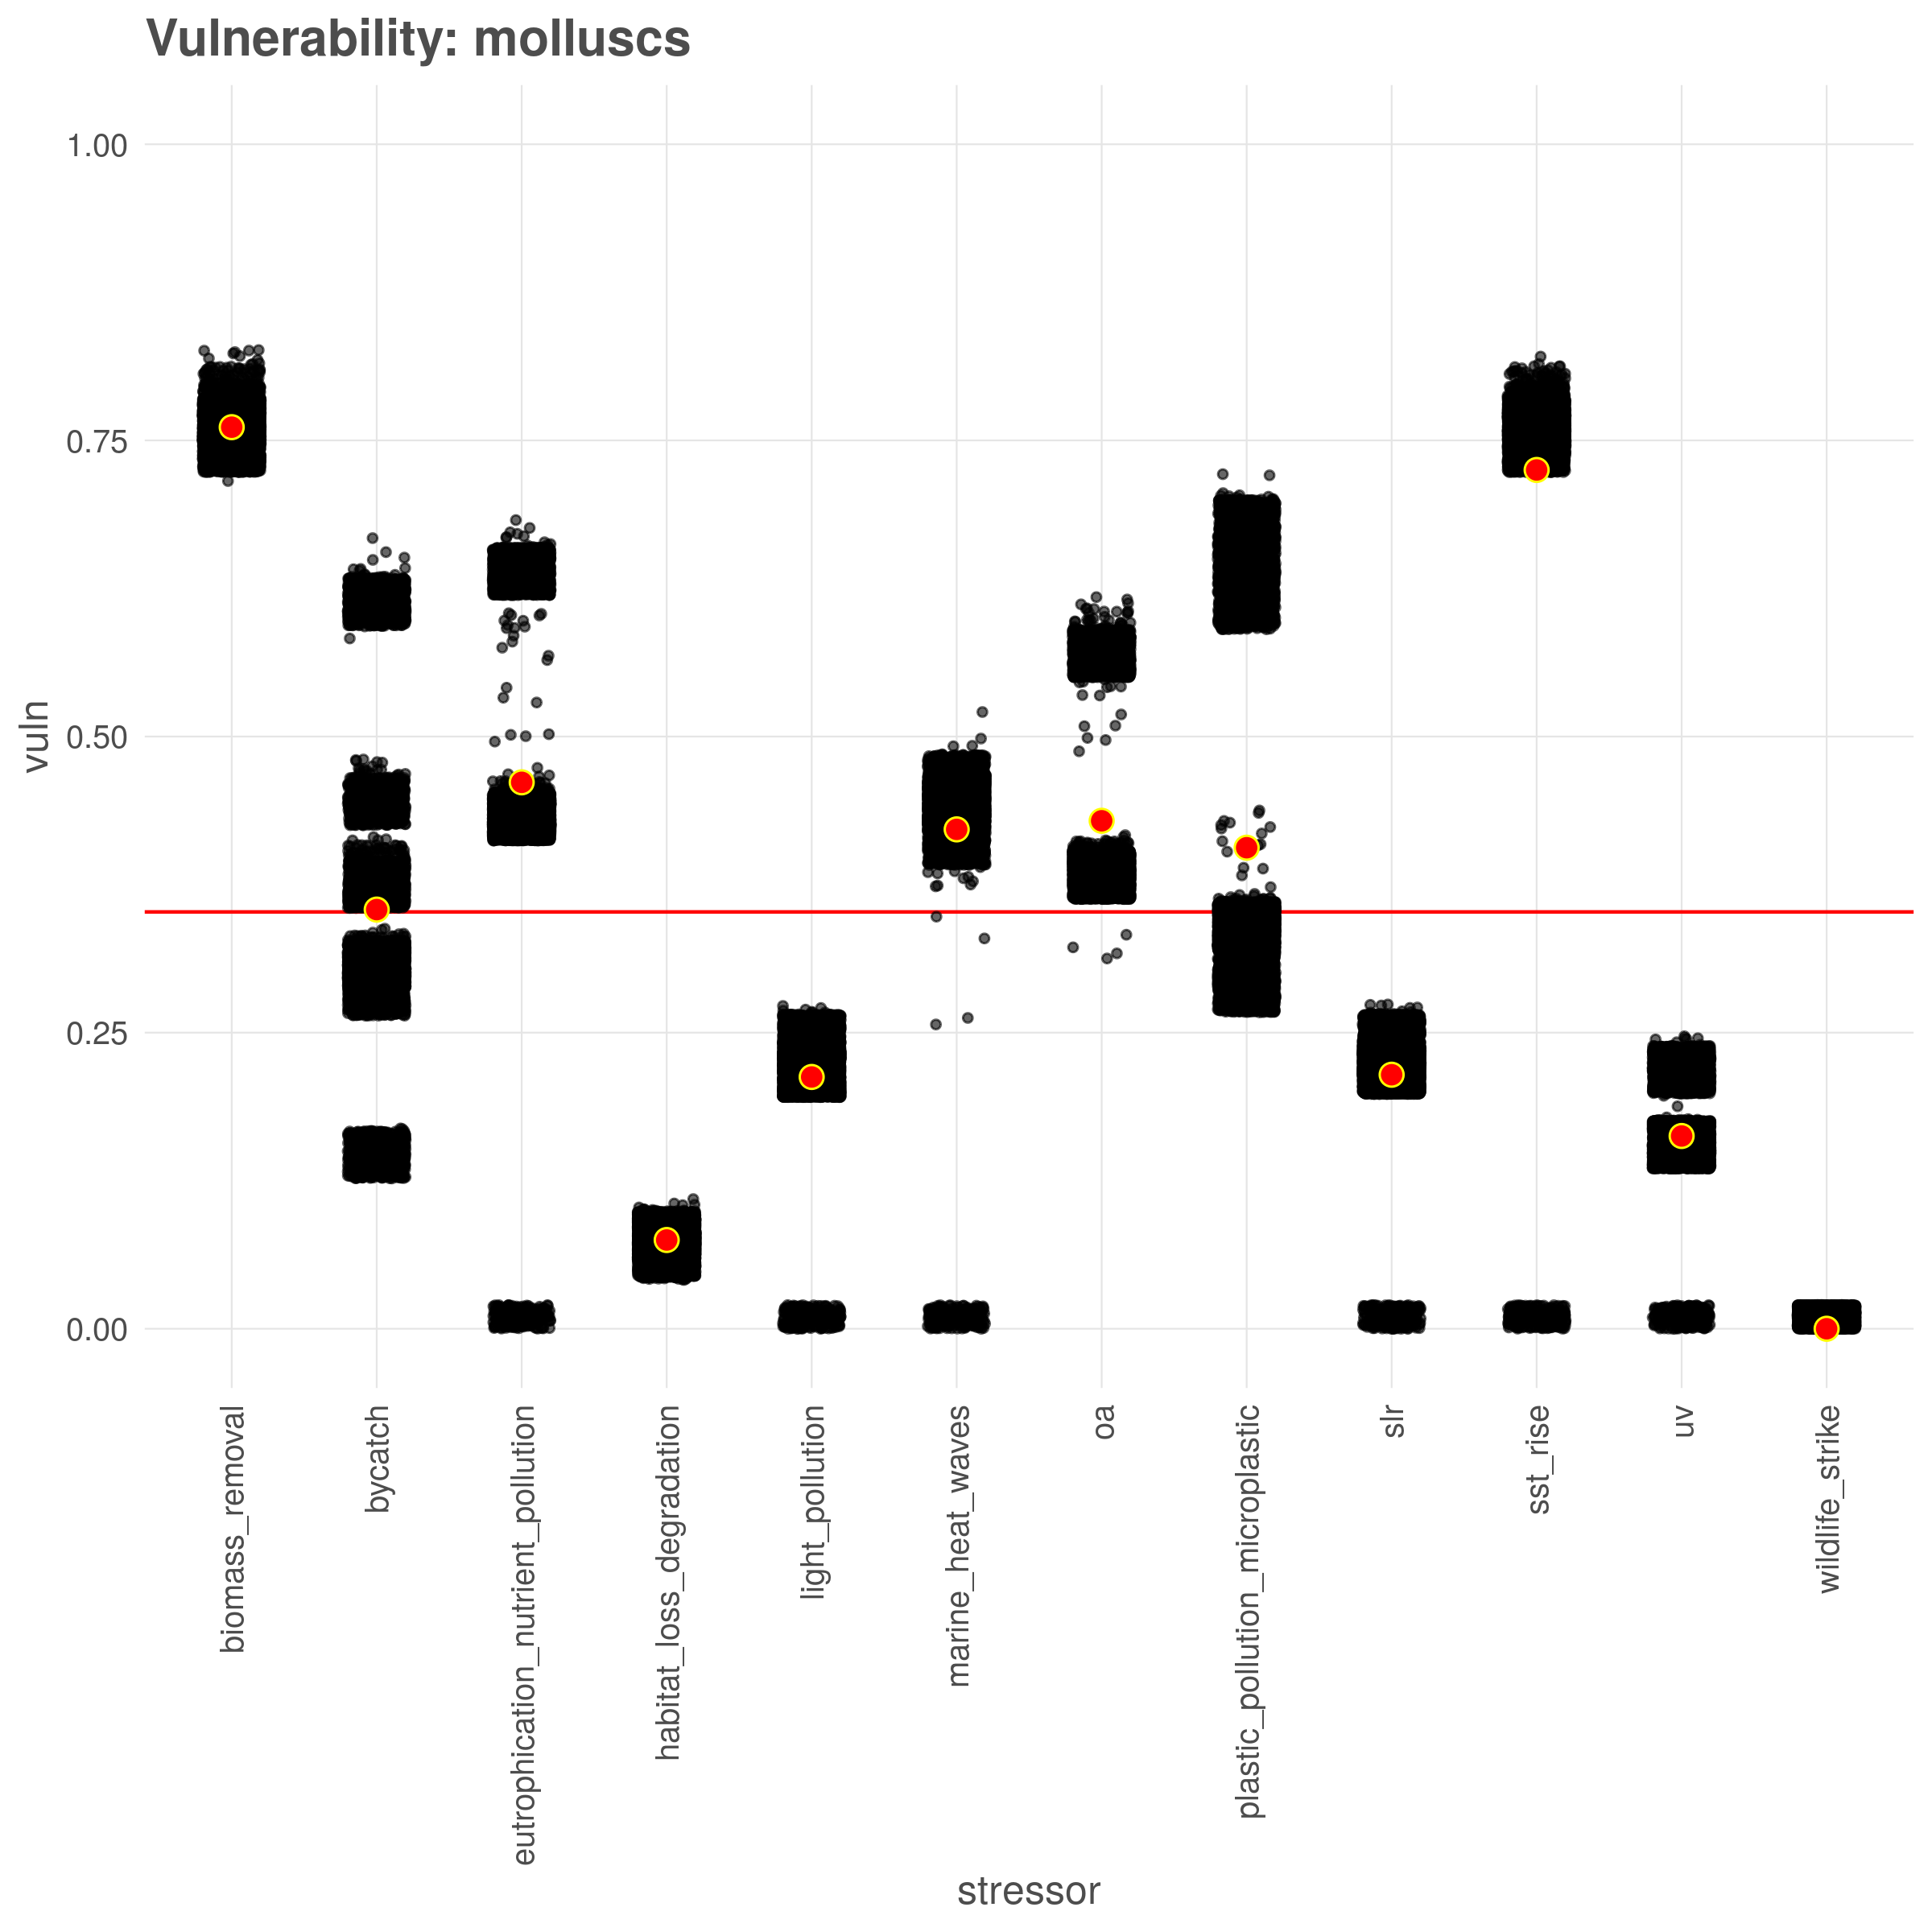 Vulnerability: molluscs
vuln
1.00
0.75
0.50
0.25
0.00
biomass_removal
bycatch
eutrophication_nutrient_pollution
habitat_loss_degradation
light_pollution
marine_heat_waves
oa
plastic_pollution_microplastic
slr
sst_rise
uv
wildlife_strike
stressor